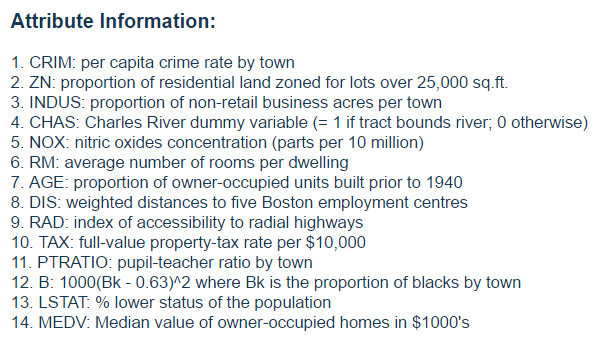 Attribute Information:
1. CRIM: per capita crime rate by town
2. ZN: proportion of residential land zoned for lots over 25,000 sq.ft.
3. INDUS: proportion of non-retail business acres per town
4. CHAS: Charles River dummy variable (= 1 if tract bounds river; 0 otherwise)
5. NOX: nitric oxides concentration (parts per 10 million)
6. RM: average number of rooms per dwelling
7. AGE: proportion of owner-occupied units built prior to 1940
8. DIS: weighted distances to five Boston employment centres
9. RAD: index of accessibility to radial highways
10. TAX: full-value property-tax rate per $10,000
11. PTRATIO: pupil-teacher ratio by town
12. B: 1000(Bk - 0.63)^2 where Bk is the proportion of blacks by town
13. LSTAT: % lower status of the population
14. MEDV: Median value of owner-occupied homes in $1000's